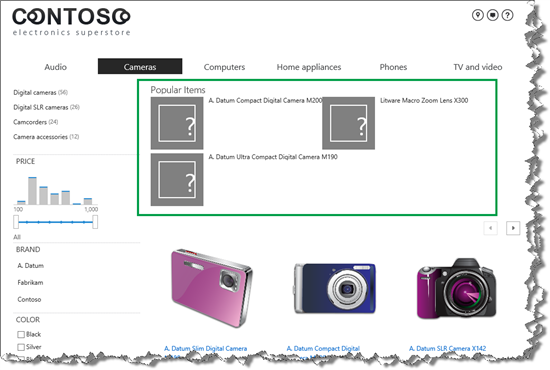 CONTOSO
electronics superstore
?
Audio
Cameras
Computers
Home appliances
Phones
TV and video
Digital cameras (56)
Digital SLR cameras (26)
Camcorders (24)
Camera accessories (12)
PRICE
100
1,000
All
BRAND
A. Datum
Fabrikam
Contoso
COLOR
Black
Silver
Popular Items
?
A. Datum Compact Digital Camera M200
?
Litware Macro Zoom Lens X300
?
A. Datum Ultra Compact Digital Camera M190
A. Datum Slim Digital Camera
A. Datum Compact Digital
A. Datum SLR Camera X142